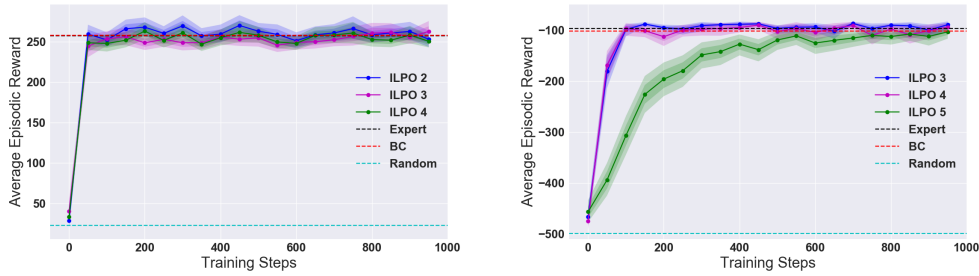 Average Episodic Reward
250
200
150
100
50
0
200
400
600
800
1000
Training Steps
ILPO 2
ILPO 3
ILPO 4
Expert
BC
Random
Average Episodic Reward
−100
−200
−300
−400
−500
0
200
400
600
800
1000
Training Steps
ILPO 3
ILPO 4
ILPO 5
Expert
BC
Random